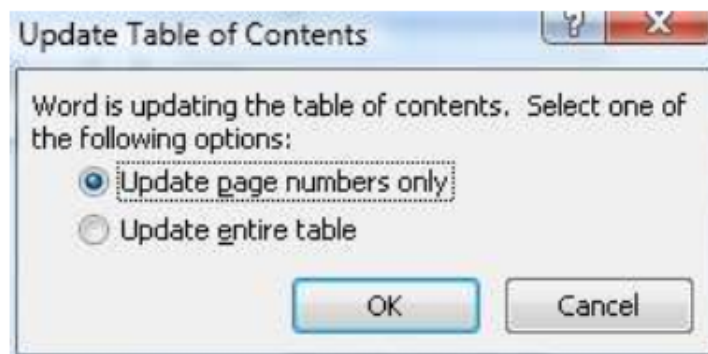 Update Table of Contents
Word is updating the table of contents. Select one of
the following options:
Update page numbers only
Update entire table
OK Cancel